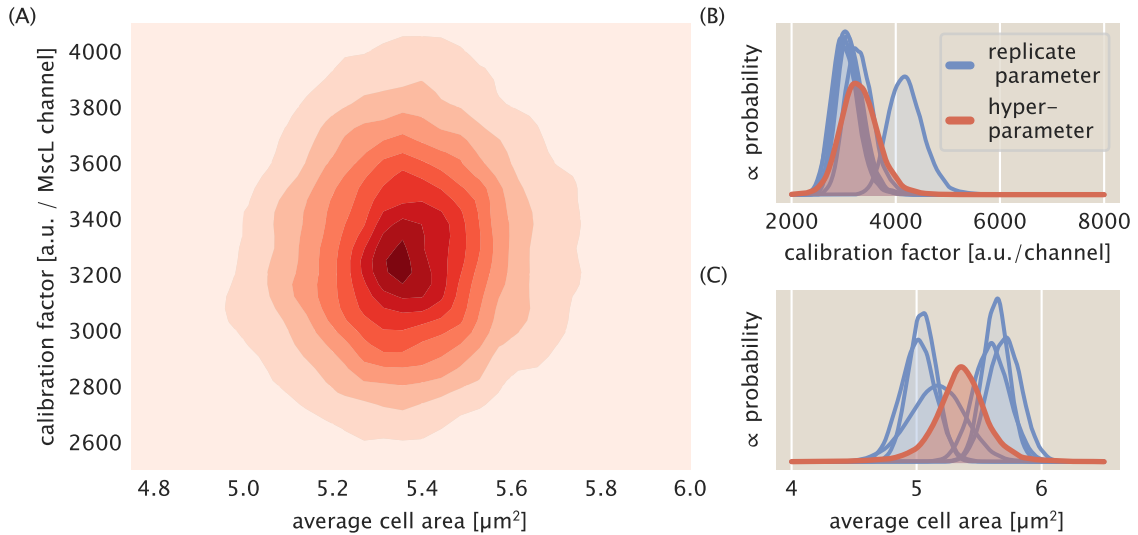 (A)
calibration factor [a.u. / MscL channel]
4000
3800
3600
3400
3200
3000
2800
2600
4.8 5.0 5.2 5.4 5.6 5.8 6.0
average cell area [µm²]
(B)
∝ probability
replicate
parameter
hyper-
parameter
2000 4000 6000 8000
calibration factor [a.u./channel]
(C)
∝ probability
4 5 6
average cell area [µm²]